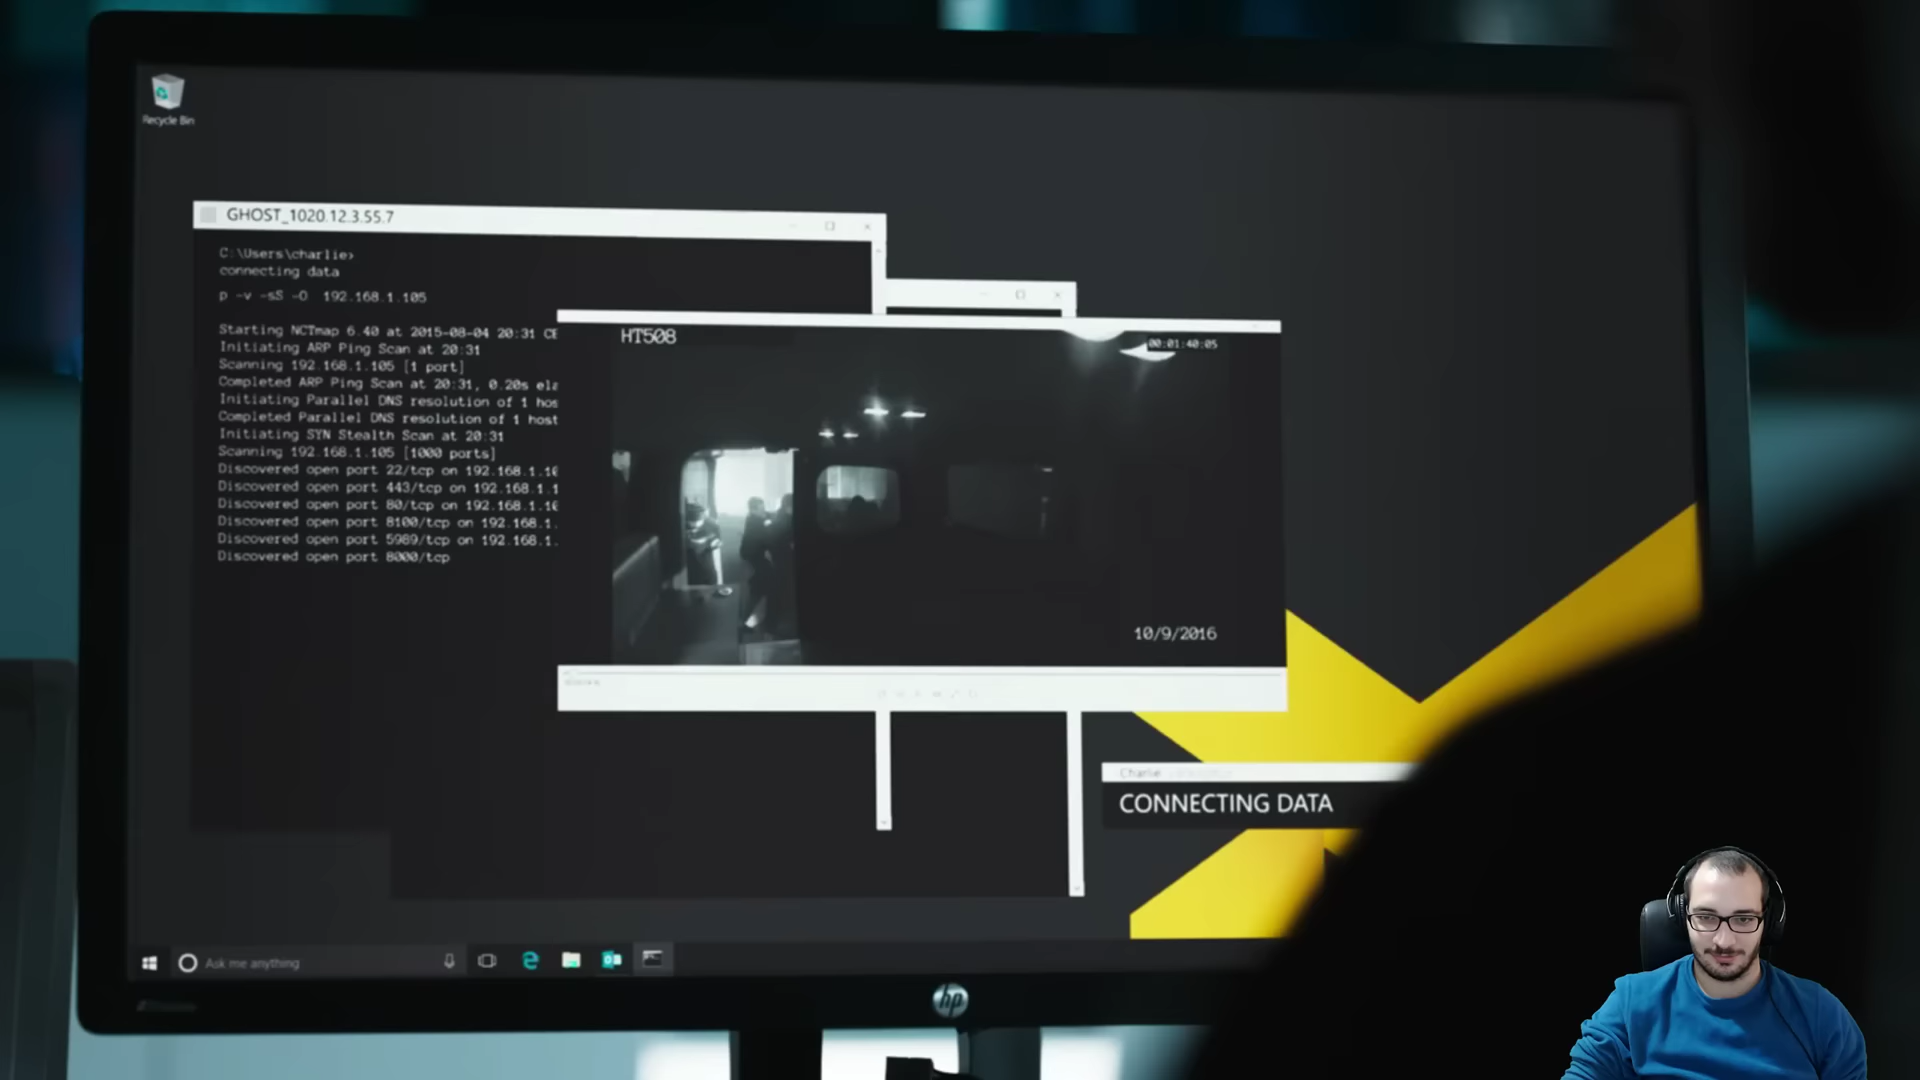 Recycle Bin
GHOST_1020.12.3.55.7
C:\Users\charlie>
connecting data
p -v -sS -O 192.168.1.105
Starting NCTmap 6.40 at 2015-08-04 20:31 CE
Initiating ARP Ping Scan at 20:31
Scanning 192.168.1.105 [1 port]
Completed ARP Ping Scan at 20:31, 0.20s ela
Initiating Parallel DNS resolution of 1 hos
Completed Parallel DNS resolution of 1 host
Initiating SYN Stealth Scan at 20:31
Scanning 192.168.1.105 [1000 ports]
Discovered open port 22/tcp on 192.168.1.10
Discovered open port 443/tcp on 192.168.1.1
Discovered open port 80/tcp on 192.168.1.10
Discovered open port 8100/tcp on 192.168.1.
Discovered open port 5989/tcp on 192.168.1.
Discovered open port 8000/tcp
HT508
00:01:40:05
10/9/2016
Charlie
CONNECTING DATA
Ask me anything
hp